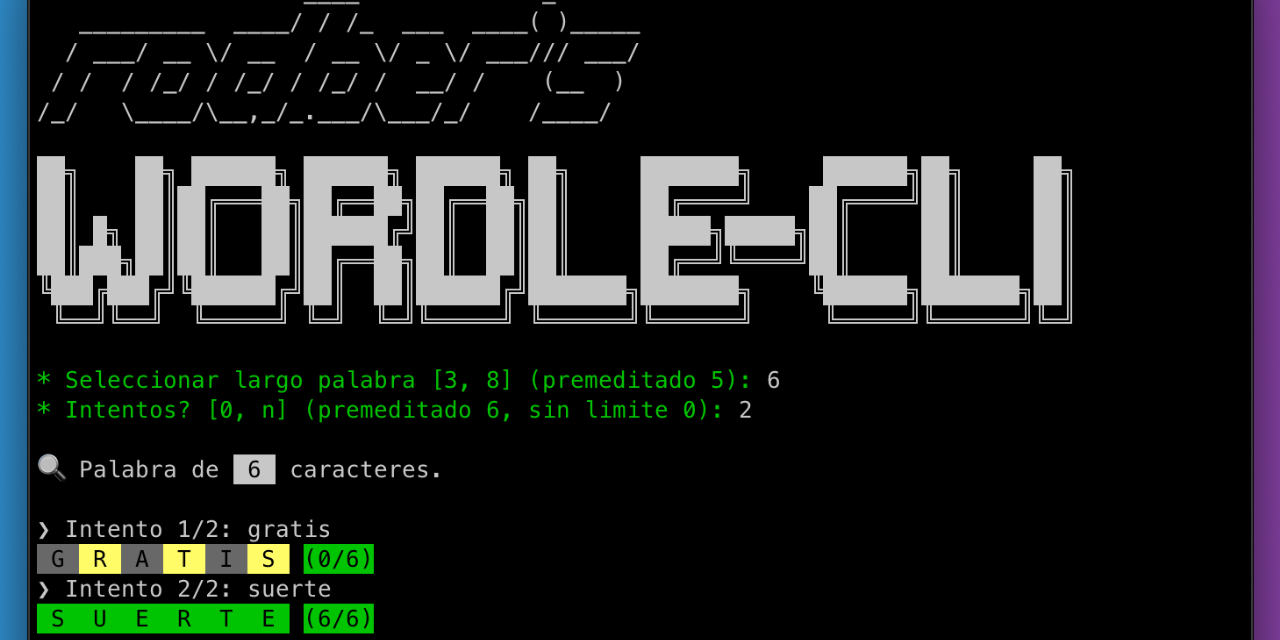 rodber's
WORDLE-CLI
* Seleccionar largo palabra [3, 8] (premeditado 5): 6
* Intentos? [0, n] (premeditado 6, sin limite 0): 2
Palabra de 6 caracteres.
❯ Intento 1/2: gratis
G R A T I S (0/6)
❯ Intento 2/2: suerte
S U E R T E (6/6)